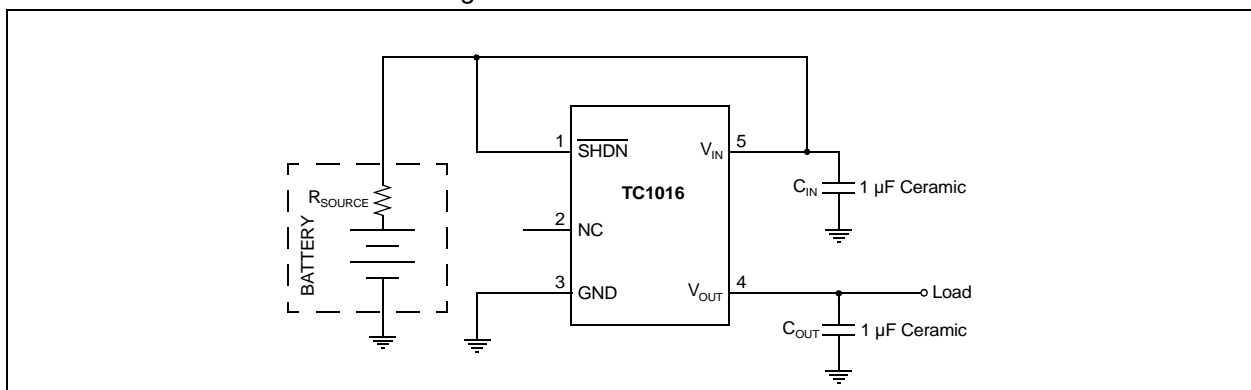 1
SHDN
V_IN
5
TC1016
C_IN
1 µF Ceramic
R_SOURCE
BATTERY
2
NC
3
GND
V_OUT
4
Load
C_OUT
1 µF Ceramic